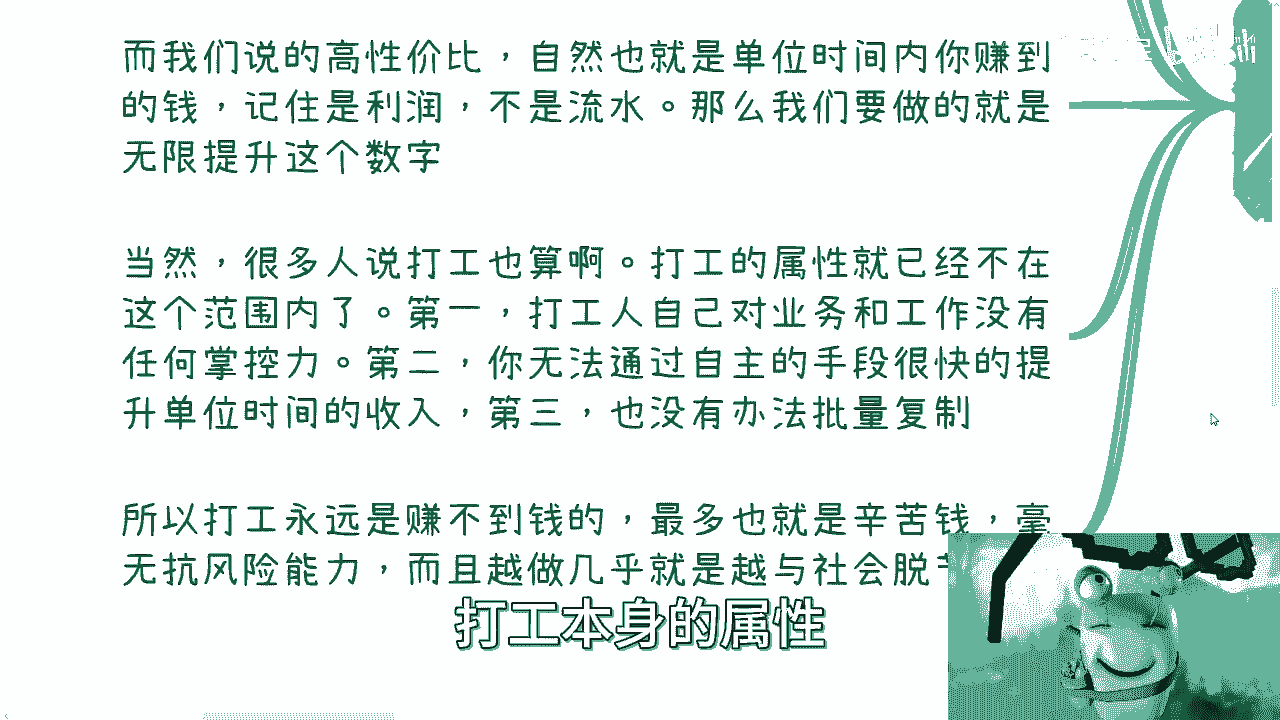 而我们说的高性价比，自然也就是单位时间内你赚到
的钱，记住是利润，不是流水。那么我们要做的就是
无限提升这个数字
当然，很多人说打工也算啊。打工的属性就已经不在
这个范围内了。第一，打工人自己对业务和工作没有
任何掌控力。第二，你无法通过自主的手段很快的提
升单位时间的收入，第三，也没有办法批量复制
所以打工永远是赚不到钱的，最多也就是辛苦钱，毫
无抗风险能力，而且越做几乎就是越与社会脱
打工本身的属性